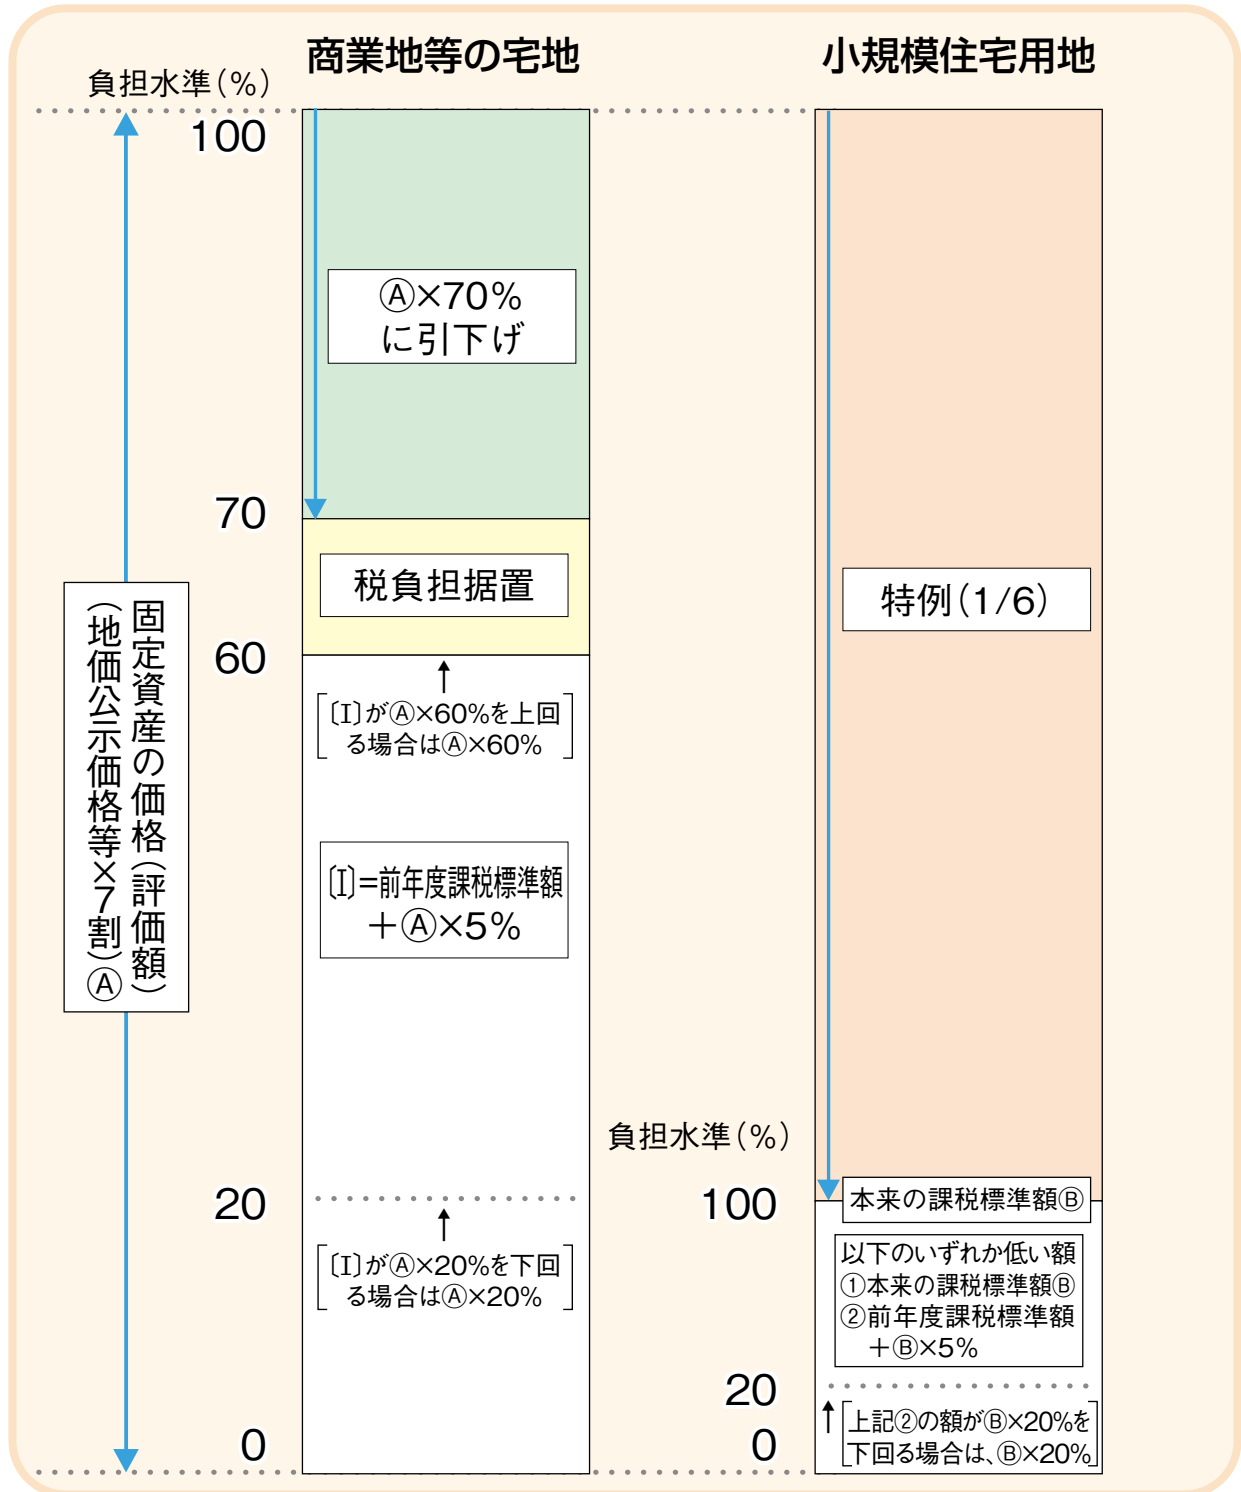 商業地等の宅地
小規模住宅用地
負担水準(%)
100
70
60
20
0
固定資産の価格(評価額)
(地価公示価格等×7割)Ⓐ
Ⓐ×70%
に引下げ
税負担据置
〔I〕がⒶ×60%を上回
る場合はⒶ×60%
〔I〕=前年度課税標準額
+Ⓐ×5%
〔I〕がⒶ×20%を下回
る場合はⒶ×20%
負担水準(%)
100
20
0
特例(1/6)
本来の課税標準額Ⓑ
以下のいずれか低い額
①本来の課税標準額Ⓑ
②前年度課税標準額
+Ⓑ×5%
上記②の額がⒷ×20%を
下回る場合は、Ⓑ×20%